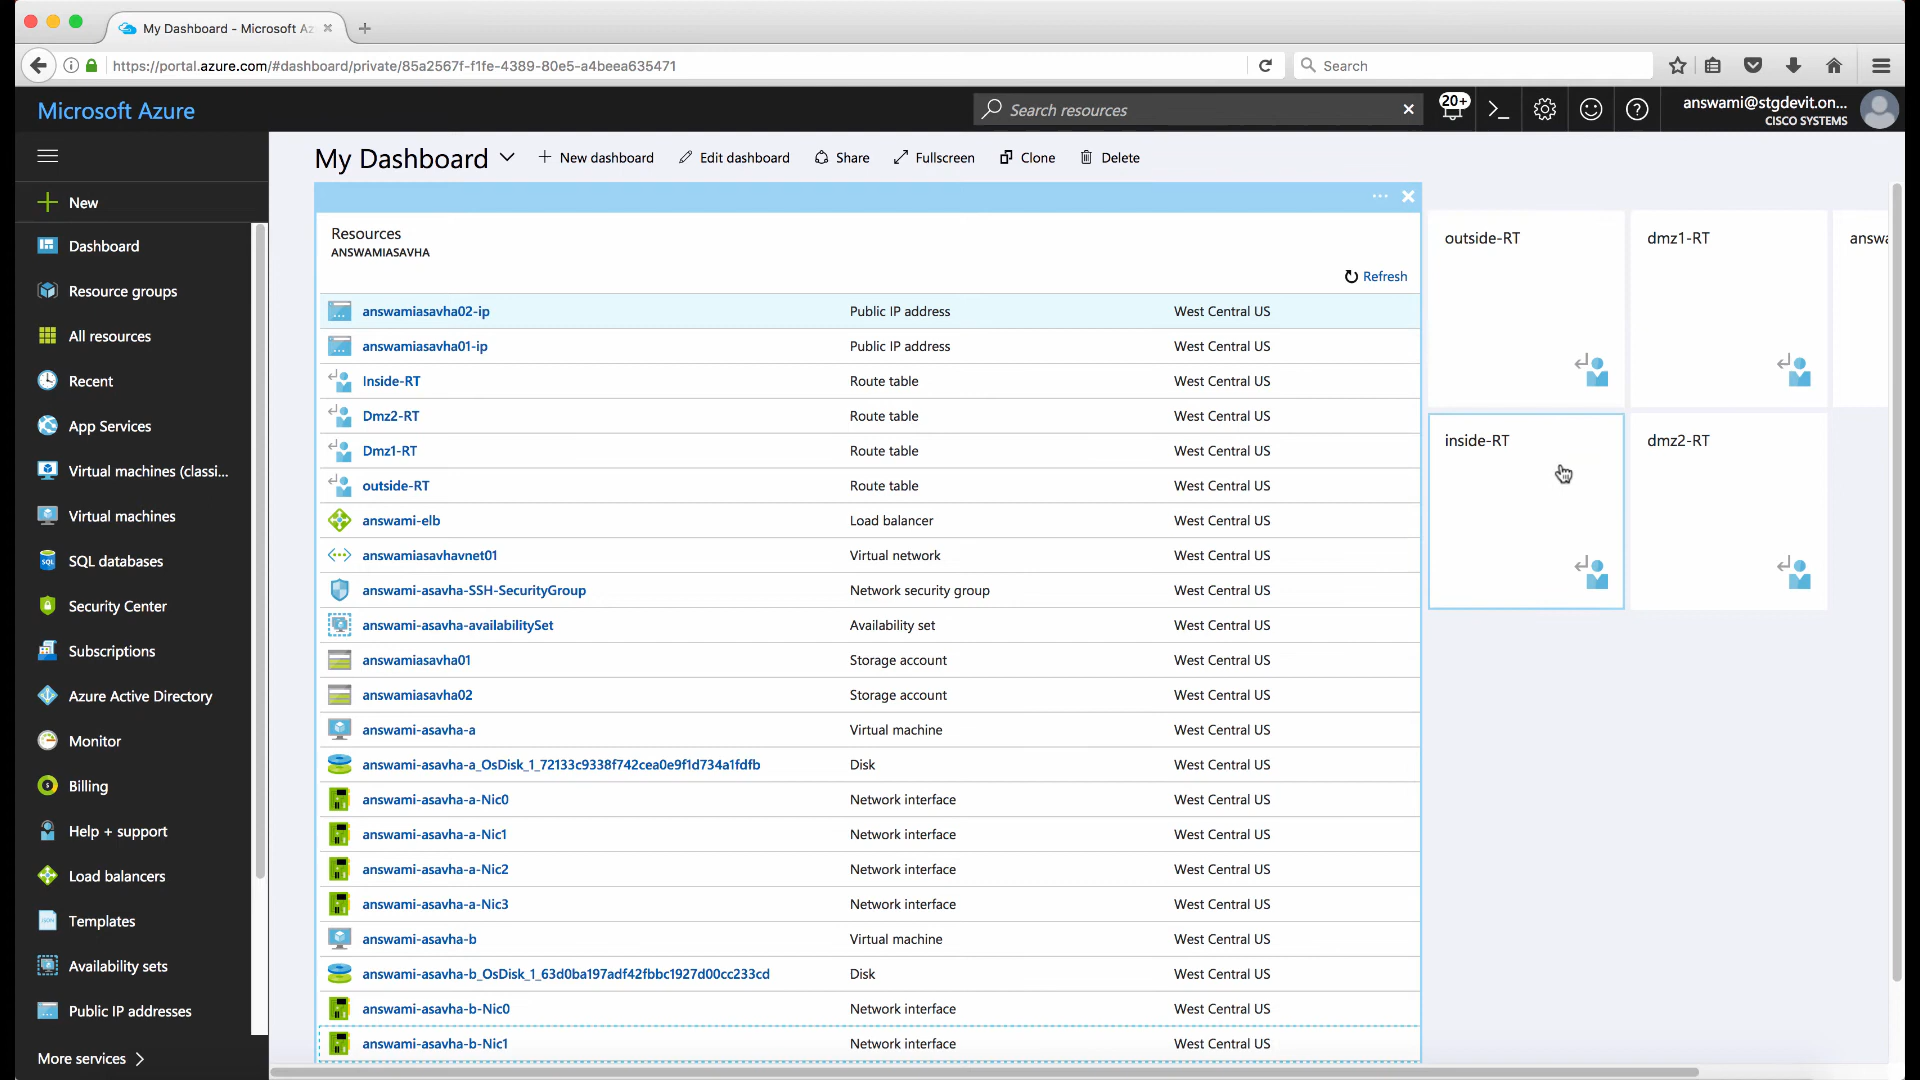 My Dashboard - Microsoft Az
https://portal.azure.com/#dashboard/private/85a2567f-f1fe-4389-80e5-a4beea635471
Search
Microsoft Azure
Search resources
20+
answami@stgdevit.on...
CISCO SYSTEMS
My Dashboard
New dashboard
Edit dashboard
Share
Fullscreen
Clone
Delete
New
Dashboard
Resource groups
All resources
Recent
App Services
Virtual machines (classi...
Virtual machines
SQL databases
Security Center
Subscriptions
Azure Active Directory
Monitor
Billing
Help + support
Load balancers
Templates
Availability sets
Public IP addresses
More services
Resources
ANSWAMIASAVHA
Refresh
answamiasavha02-ip Public IP address West Central US
answamiasavha01-ip Public IP address West Central US
Inside-RT Route table West Central US
Dmz2-RT Route table West Central US
Dmz1-RT Route table West Central US
outside-RT Route table West Central US
answami-elb Load balancer West Central US
answamiasavhavnet01 Virtual network West Central US
answami-asavha-SSH-SecurityGroup Network security group West Central US
answami-asavha-availabilitySet Availability set West Central US
answamiasavha01 Storage account West Central US
answamiasavha02 Storage account West Central US
answami-asavha-a Virtual machine West Central US
answami-asavha-a_OsDisk_1_72133c9338f742cea0e9f1d734a1fdfb Disk West Central US
answami-asavha-a-Nic0 Network interface West Central US
answami-asavha-a-Nic1 Network interface West Central US
answami-asavha-a-Nic2 Network interface West Central US
answami-asavha-a-Nic3 Network interface West Central US
answami-asavha-b Virtual machine West Central US
answami-asavha-b_OsDisk_1_63d0ba197adf42fbbc1927d00cc233cd Disk West Central US
answami-asavha-b-Nic0 Network interface West Central US
answami-asavha-b-Nic1 Network interface West Central US
outside-RT
dmz1-RT
answa
inside-RT
dmz2-RT